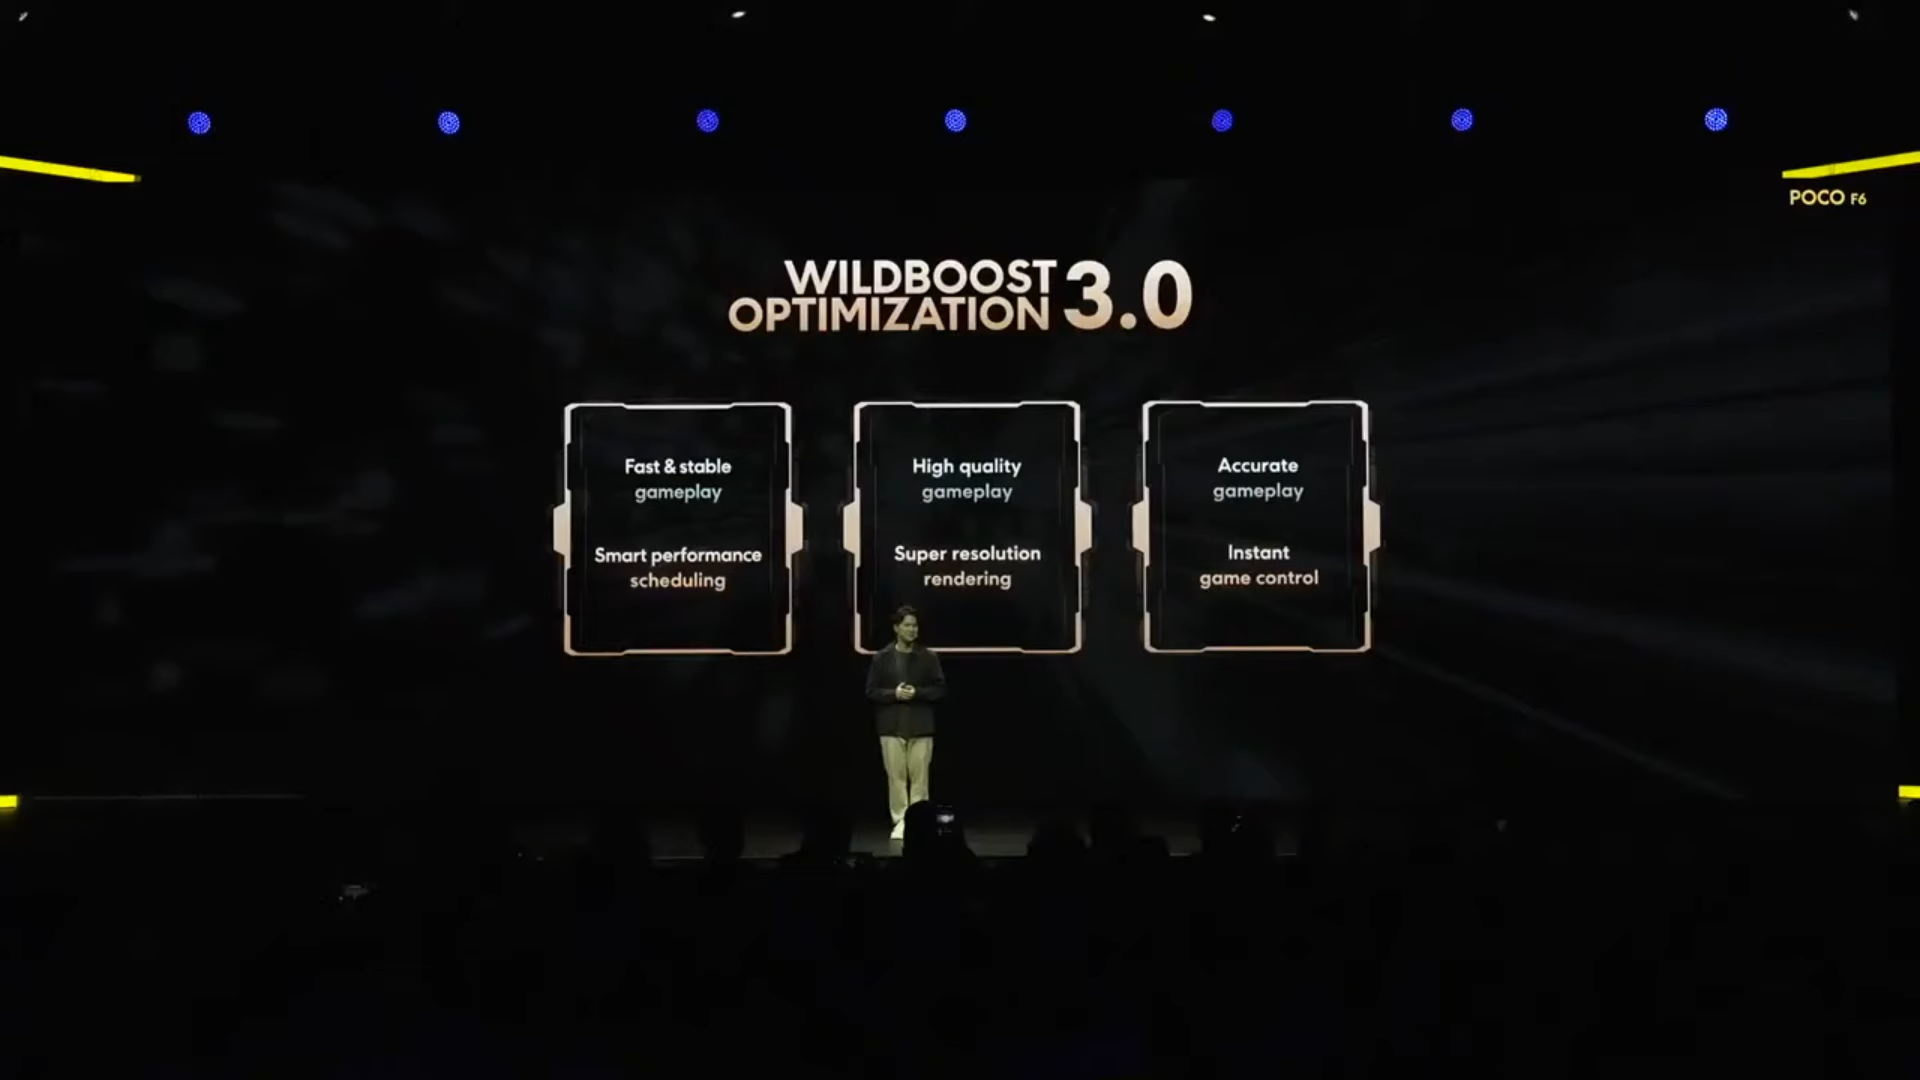 POCO F6
WILDBOOST
OPTIMIZATION 3.0
Fast & stable
gameplay
Smart performance
scheduling
High quality
gameplay
Super resolution
rendering
Accurate
gameplay
Instant
game control